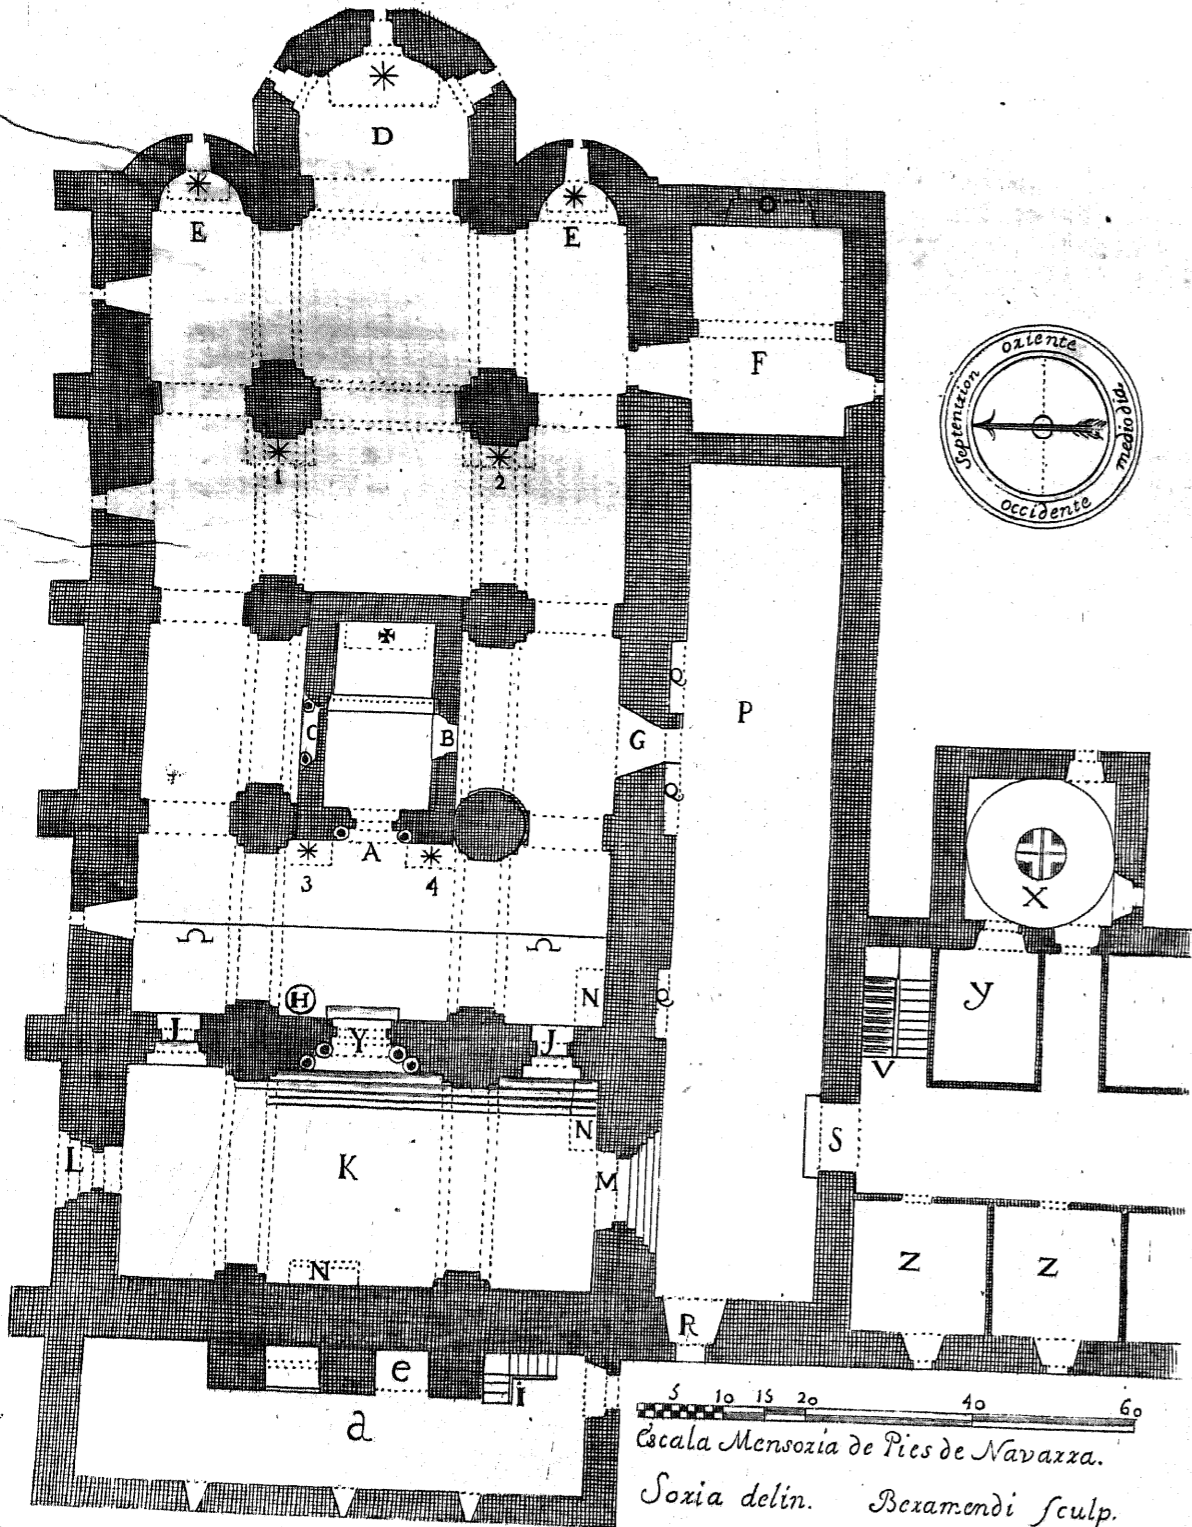 D
E
E
O
F
oriente
Septentrion
mediodia
occidente
1
2
✠
Q
P
C
B
G
Q
A
3
4
X
H
N
Q
y
J
Y
J
V
N
S
L
K
M
N
Z
Z
R
e
i
a
5 10 15 20 40 60
Escala Mensoria de Pies de Navarra.
Soria delin. Beramendi sculp.